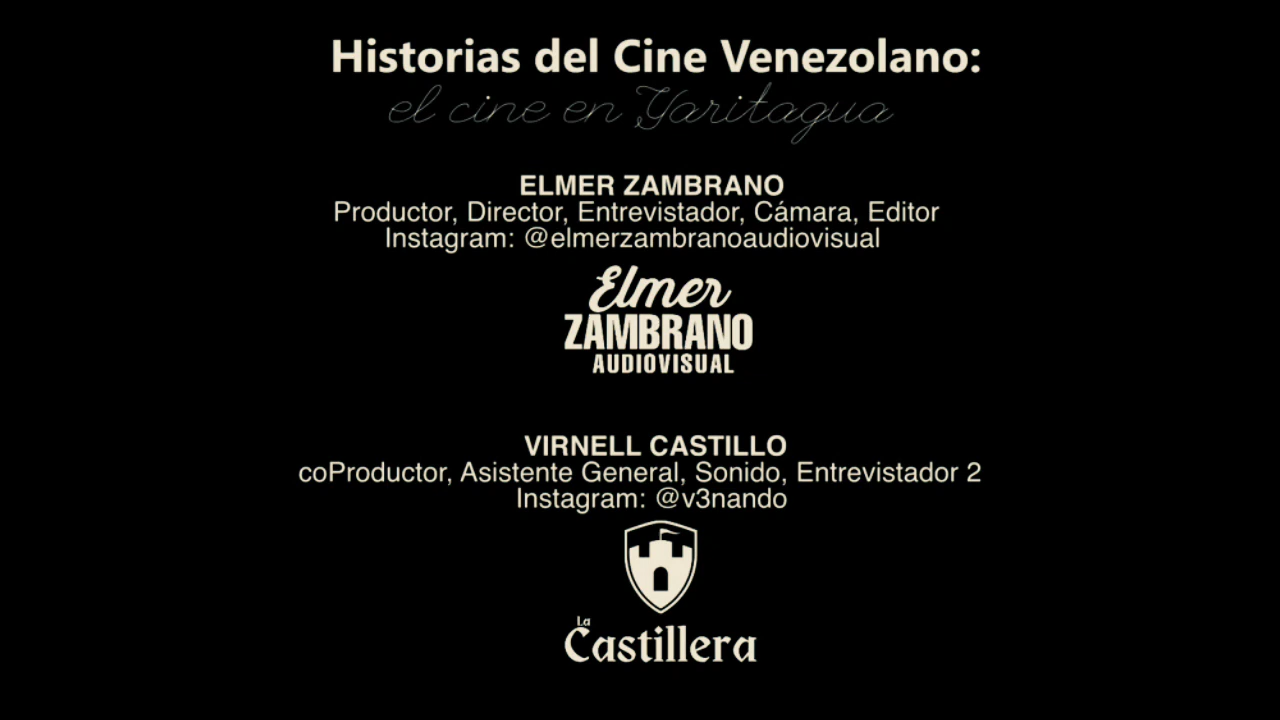 Historias del Cine Venezolano:
el cine en Yaritagua
ELMER ZAMBRANO
Productor, Director, Entrevistador, Cámara, Editor
Instagram: @elmerzambranoaudiovisual
Elmer
ZAMBRANO
AUDIOVISUAL
VIRNELL CASTILLO
coProductor, Asistente General, Sonido, Entrevistador 2
Instagram: @v3nando
La
Castillera